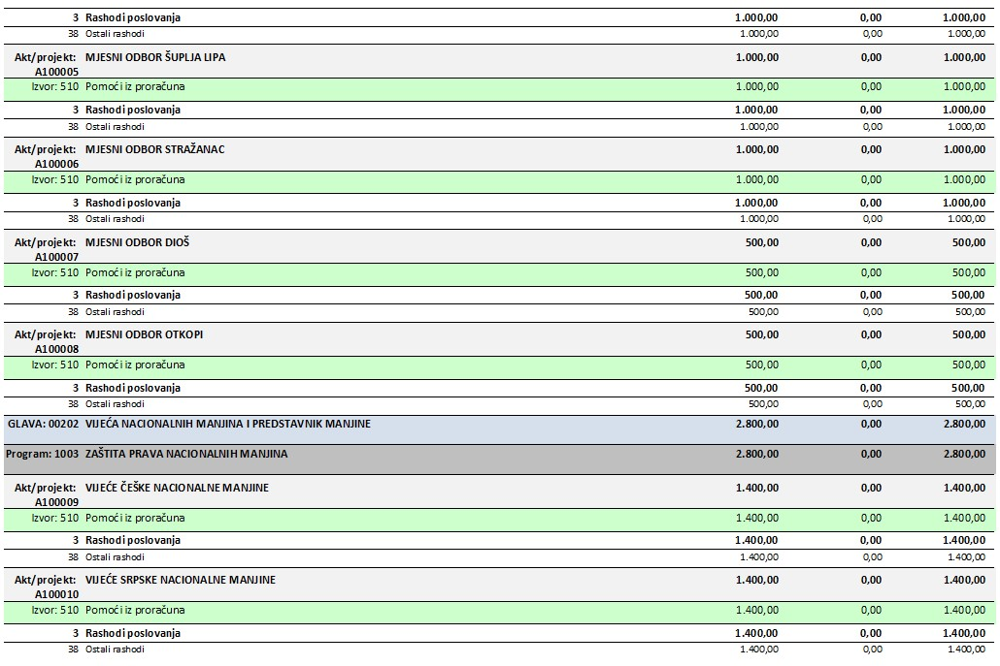 3 Rashodi poslovanja 1.000,00 0,00 1.000,00
38 Ostali rashodi 1.000,00 0,00 1.000,00
Akt/projekt: MJESNI ODBOR ŠUPLJA LIPA 1.000,00 0,00 1.000,00
A100005
Izvor: 510 Pomoći iz proračuna 1.000,00 0,00 1.000,00
3 Rashodi poslovanja 1.000,00 0,00 1.000,00
38 Ostali rashodi 1.000,00 0,00 1.000,00
Akt/projekt: MJESNI ODBOR STRAŽANAC 1.000,00 0,00 1.000,00
A100006
Izvor: 510 Pomoći iz proračuna 1.000,00 0,00 1.000,00
3 Rashodi poslovanja 1.000,00 0,00 1.000,00
38 Ostali rashodi 1.000,00 0,00 1.000,00
Akt/projekt: MJESNI ODBOR DIOŠ 500,00 0,00 500,00
A100007
Izvor: 510 Pomoći iz proračuna 500,00 0,00 500,00
3 Rashodi poslovanja 500,00 0,00 500,00
38 Ostali rashodi 500,00 0,00 500,00
Akt/projekt: MJESNI ODBOR OTKOPI 500,00 0,00 500,00
A100008
Izvor: 510 Pomoći iz proračuna 500,00 0,00 500,00
3 Rashodi poslovanja 500,00 0,00 500,00
38 Ostali rashodi 500,00 0,00 500,00
GLAVA: 00202 VIJEĆA NACIONALNIH MANJINA I PREDSTAVNIK MANJINE 2.800,00 0,00 2.800,00
Program: 1003 ZAŠTITA PRAVA NACIONALNIH MANJINA 2.800,00 0,00 2.800,00
Akt/projekt: VIJEĆE ČEŠKE NACIONALNE MANJINE 1.400,00 0,00 1.400,00
A100009
Izvor: 510 Pomoći iz proračuna 1.400,00 0,00 1.400,00
3 Rashodi poslovanja 1.400,00 0,00 1.400,00
38 Ostali rashodi 1.400,00 0,00 1.400,00
Akt/projekt: VIJEĆE SRPSKE NACIONALNE MANJINE 1.400,00 0,00 1.400,00
A100010
Izvor: 510 Pomoći iz proračuna 1.400,00 0,00 1.400,00
3 Rashodi poslovanja 1.400,00 0,00 1.400,00
38 Ostali rashodi 1.400,00 0,00 1.400,00